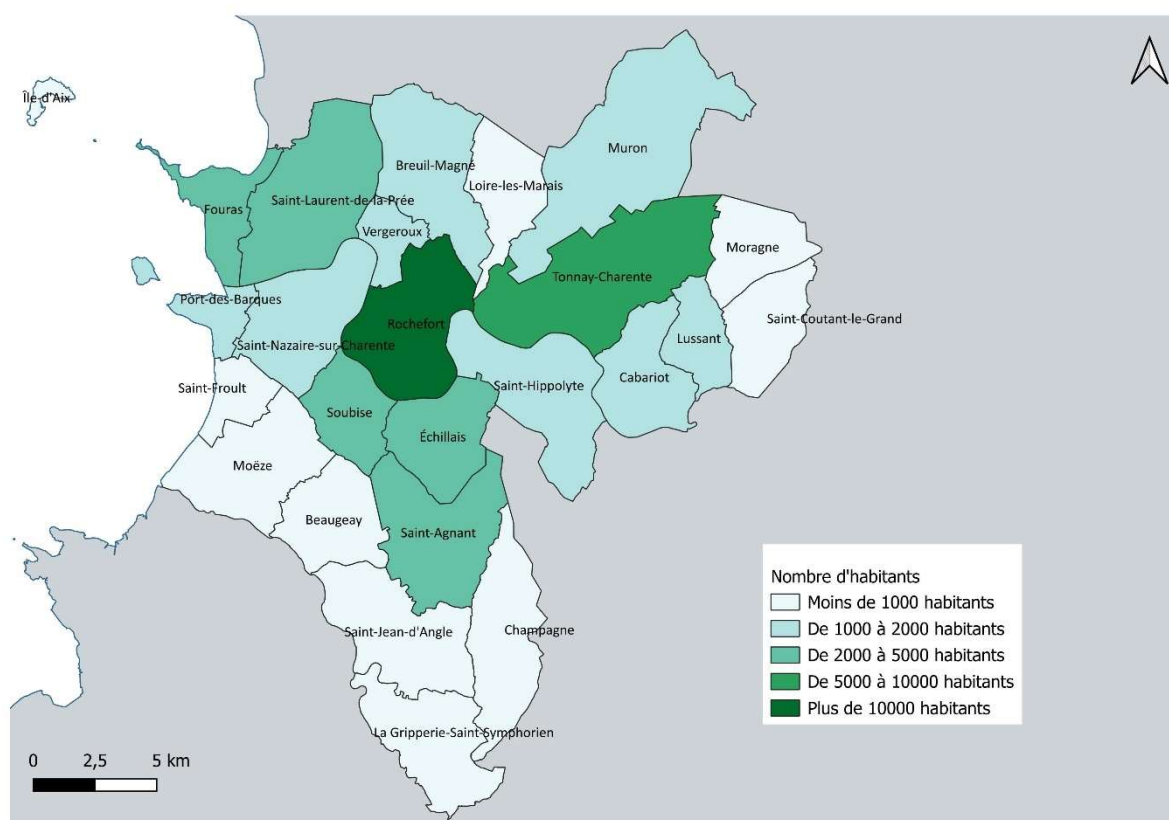 Île-d'Aix
Muron
Breuil-Magné
Loire-les-Marais
Saint-Laurent-de-la-Prée
Fouras
Vergeroux
Moragne
Tonnay-Charente
Port-des-Barques
Saint-Coutant-le-Grand
Rochefort
Lussant
Saint-Nazaire-sur-Charente
Cabariot
Saint-Froult
Saint-Hippolyte
Soubise
Échillais
Moëze
Beaugeay
Saint-Agnant
Saint-Jean-d'Angle
Champagne
La Gripperie-Saint-Symphorien
Nombre d'habitants
Moins de 1000 habitants
De 1000 à 2000 habitants
De 2000 à 5000 habitants
De 5000 à 10000 habitants
Plus de 10000 habitants
0 2,5 5 km